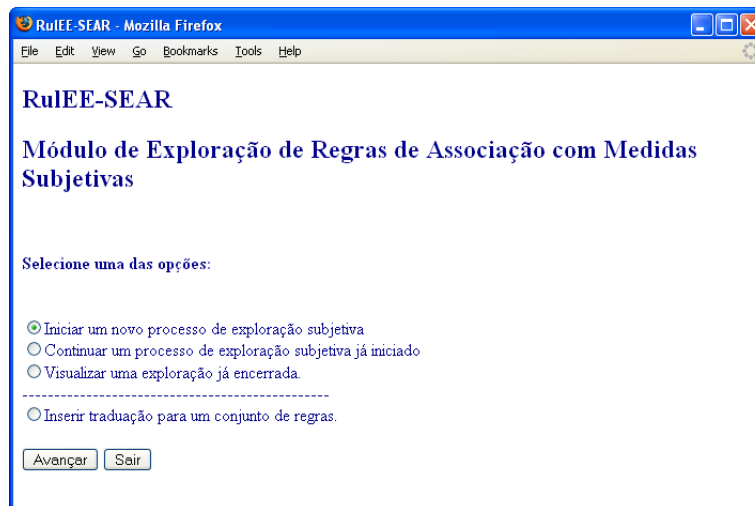 RulEE-SEAR - Mozilla Firefox
File Edit View Go Bookmarks Tools Help
RulEE-SEAR
Módulo de Exploração de Regras de Associação com Medidas
Subjetivas
Selecione uma das opções:
Iniciar um novo processo de exploração subjetiva
Continuar um processo de exploração subjetiva já iniciado
Visualizar uma exploração já encerrada.
------------------------------------------------
Inserir traduação para um conjunto de regras.
Avançar Sair